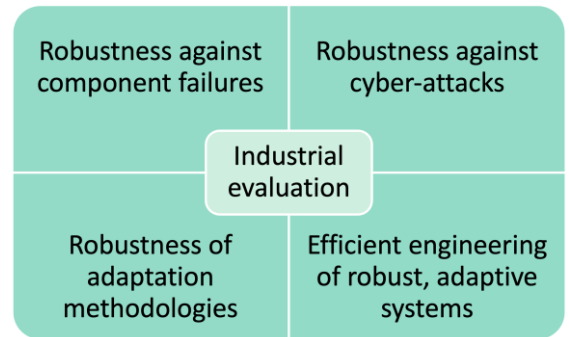 Robustness against
component failures
Robustness against
cyber-attacks
Industrial
evaluation
Robustness of
adaptation
methodologies
Efficient engineering
of robust, adaptive
systems